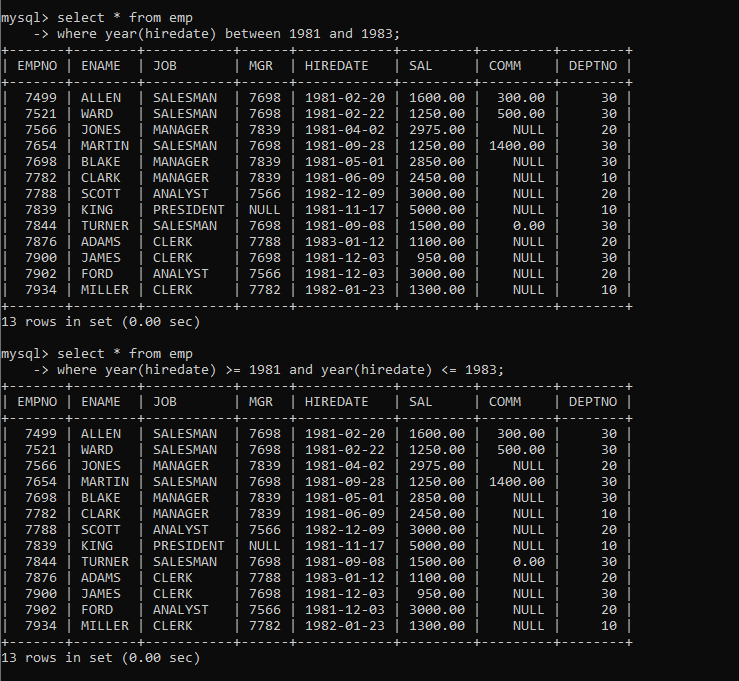 mysql> select * from emp
    -> where year(hiredate) between 1981 and 1983;
+-------+--------+-----------+------+------------+---------+---------+--------+
| EMPNO | ENAME  | JOB       | MGR  | HIREDATE   | SAL     | COMM    | DEPTNO |
+-------+--------+-----------+------+------------+---------+---------+--------+
|  7499 | ALLEN  | SALESMAN  | 7698 | 1981-02-20 | 1600.00 |  300.00 |     30 |
|  7521 | WARD   | SALESMAN  | 7698 | 1981-02-22 | 1250.00 |  500.00 |     30 |
|  7566 | JONES  | MANAGER   | 7839 | 1981-04-02 | 2975.00 |    NULL |     20 |
|  7654 | MARTIN | SALESMAN  | 7698 | 1981-09-28 | 1250.00 | 1400.00 |     30 |
|  7698 | BLAKE  | MANAGER   | 7839 | 1981-05-01 | 2850.00 |    NULL |     30 |
|  7782 | CLARK  | MANAGER   | 7839 | 1981-06-09 | 2450.00 |    NULL |     10 |
|  7788 | SCOTT  | ANALYST   | 7566 | 1982-12-09 | 3000.00 |    NULL |     20 |
|  7839 | KING   | PRESIDENT | NULL | 1981-11-17 | 5000.00 |    NULL |     10 |
|  7844 | TURNER | SALESMAN  | 7698 | 1981-09-08 | 1500.00 |    0.00 |     30 |
|  7876 | ADAMS  | CLERK     | 7788 | 1983-01-12 | 1100.00 |    NULL |     20 |
|  7900 | JAMES  | CLERK     | 7698 | 1981-12-03 |  950.00 |    NULL |     30 |
|  7902 | FORD   | ANALYST   | 7566 | 1981-12-03 | 3000.00 |    NULL |     20 |
|  7934 | MILLER | CLERK     | 7782 | 1982-01-23 | 1300.00 |    NULL |     10 |
+-------+--------+-----------+------+------------+---------+---------+--------+
13 rows in set (0.00 sec)

mysql> select * from emp
    -> where year(hiredate) >= 1981 and year(hiredate) <= 1983;
+-------+--------+-----------+------+------------+---------+---------+--------+
| EMPNO | ENAME  | JOB       | MGR  | HIREDATE   | SAL     | COMM    | DEPTNO |
+-------+--------+-----------+------+------------+---------+---------+--------+
|  7499 | ALLEN  | SALESMAN  | 7698 | 1981-02-20 | 1600.00 |  300.00 |     30 |
|  7521 | WARD   | SALESMAN  | 7698 | 1981-02-22 | 1250.00 |  500.00 |     30 |
|  7566 | JONES  | MANAGER   | 7839 | 1981-04-02 | 2975.00 |    NULL |     20 |
|  7654 | MARTIN | SALESMAN  | 7698 | 1981-09-28 | 1250.00 | 1400.00 |     30 |
|  7698 | BLAKE  | MANAGER   | 7839 | 1981-05-01 | 2850.00 |    NULL |     30 |
|  7782 | CLARK  | MANAGER   | 7839 | 1981-06-09 | 2450.00 |    NULL |     10 |
|  7788 | SCOTT  | ANALYST   | 7566 | 1982-12-09 | 3000.00 |    NULL |     20 |
|  7839 | KING   | PRESIDENT | NULL | 1981-11-17 | 5000.00 |    NULL |     10 |
|  7844 | TURNER | SALESMAN  | 7698 | 1981-09-08 | 1500.00 |    0.00 |     30 |
|  7876 | ADAMS  | CLERK     | 7788 | 1983-01-12 | 1100.00 |    NULL |     20 |
|  7900 | JAMES  | CLERK     | 7698 | 1981-12-03 |  950.00 |    NULL |     30 |
|  7902 | FORD   | ANALYST   | 7566 | 1981-12-03 | 3000.00 |    NULL |     20 |
|  7934 | MILLER | CLERK     | 7782 | 1982-01-23 | 1300.00 |    NULL |     10 |
+-------+--------+-----------+------+------------+---------+---------+--------+
13 rows in set (0.00 sec)